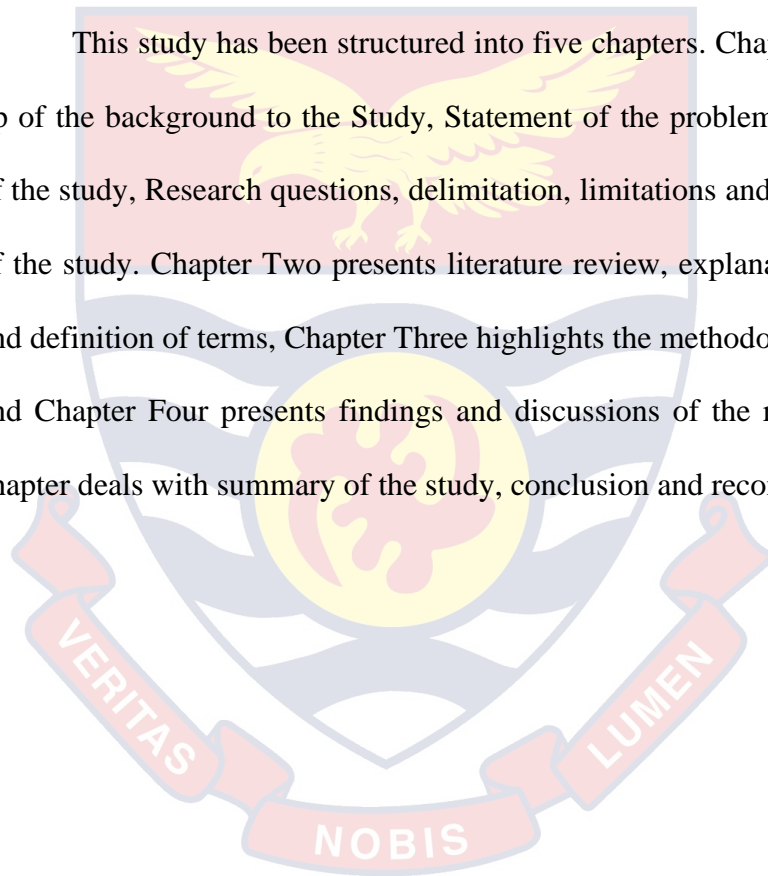 This study has been structured into five chapters. Chap
p of the background to the Study, Statement of the problem
f the study, Research questions, delimitation, limitations and
f the study. Chapter Two presents literature review, explana
nd definition of terms, Chapter Three highlights the methodo
nd Chapter Four presents findings and discussions of the r
hapter deals with summary of the study, conclusion and recor
VERITAS
NOBIS
LUMEN